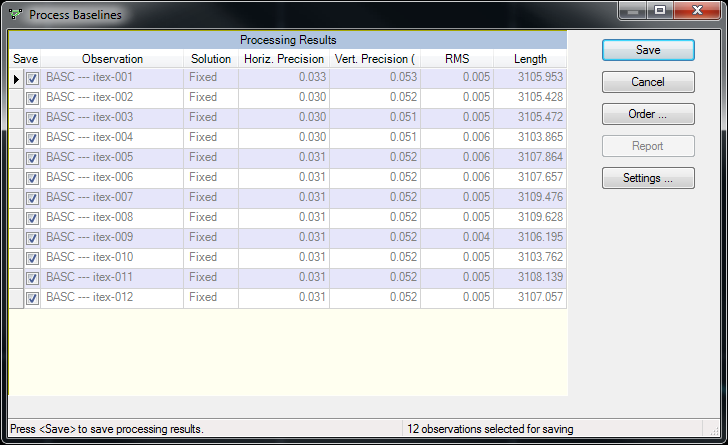 Process Baselines
Processing Results
Save Observation Solution Horiz. Precision Vert. Precision ( RMS Length
BASC --- itex-001 Fixed 0.033 0.053 0.005 3105.953
BASC --- itex-002 Fixed 0.030 0.052 0.005 3105.428
BASC --- itex-003 Fixed 0.030 0.051 0.005 3105.472
BASC --- itex-004 Fixed 0.030 0.051 0.006 3103.865
BASC --- itex-005 Fixed 0.031 0.052 0.006 3107.864
BASC --- itex-006 Fixed 0.031 0.052 0.006 3107.657
BASC --- itex-007 Fixed 0.031 0.052 0.005 3109.476
BASC --- itex-008 Fixed 0.031 0.052 0.005 3109.628
BASC --- itex-009 Fixed 0.031 0.052 0.004 3106.195
BASC --- itex-010 Fixed 0.031 0.052 0.005 3103.762
BASC --- itex-011 Fixed 0.031 0.052 0.005 3108.139
BASC --- itex-012 Fixed 0.031 0.052 0.005 3107.057
Save
Cancel
Order ...
Report
Settings ...
Press <Save> to save processing results.
12 observations selected for saving